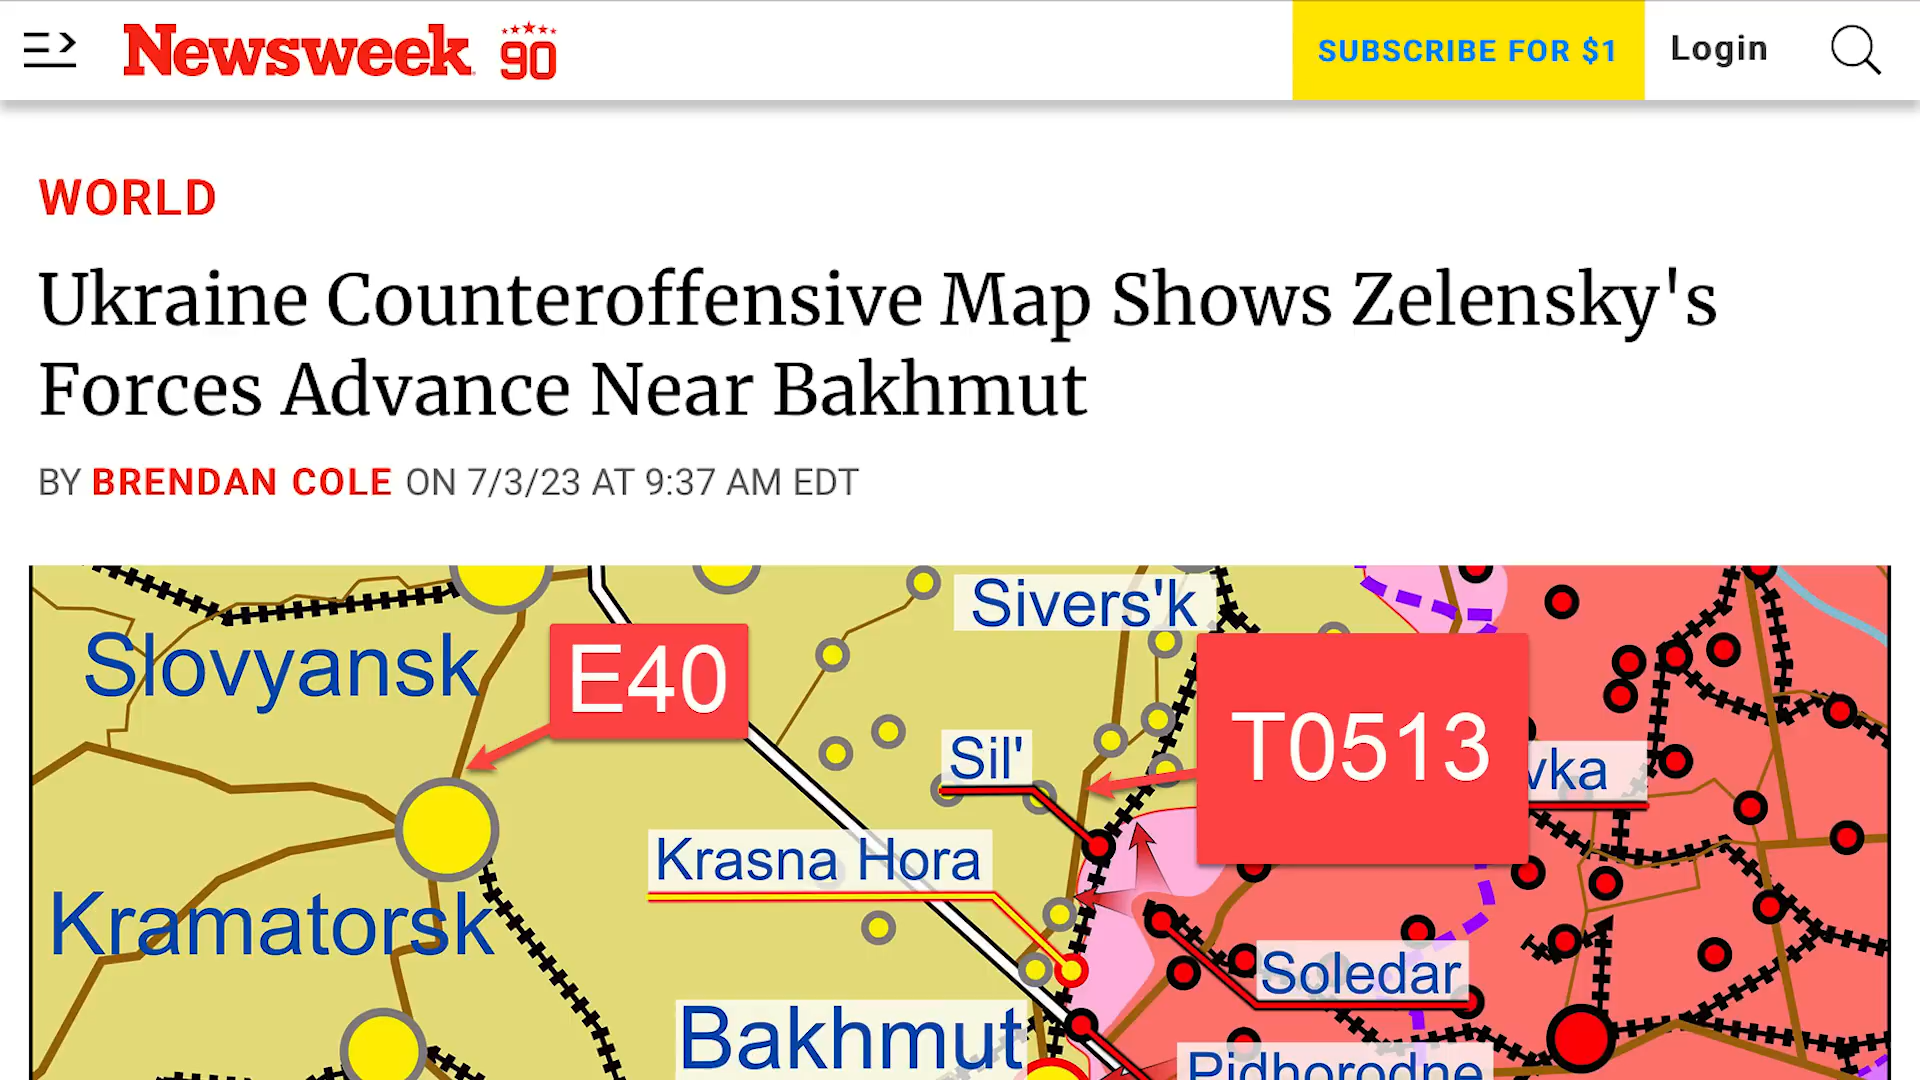 Newsweek 90
SUBSCRIBE FOR $1
Login
WORLD
Ukraine Counteroffensive Map Shows Zelensky's
Forces Advance Near Bakhmut
BY BRENDAN COLE ON 7/3/23 AT 9:37 AM EDT
Sivers'k
Slovyansk
E40
T0513
Sil'
vka
Krasna Hora
Kramatorsk
Soledar
Bakhmut
Pidhorodne